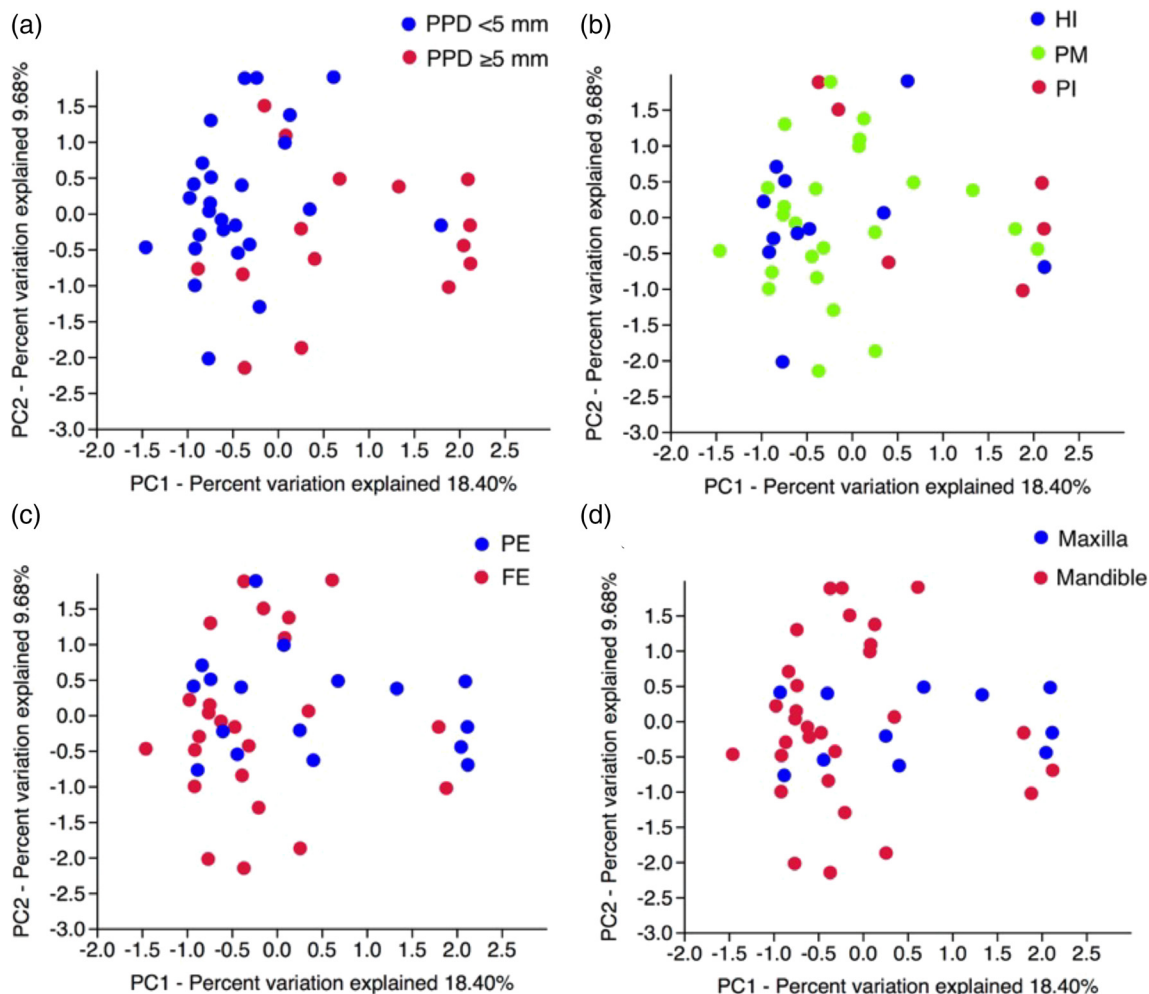 (a)
PPD <5 mm
PPD ≥5 mm
PC2 - Percent variation explained 9.68%
1.5
1.0
0.5
0.0
-0.5
-1.0
-1.5
-2.0
-2.5
-3.0
-2.0 -1.5 -1.0 -0.5 0.0 0.5 1.0 1.5 2.0 2.5
PC1 - Percent variation explained 18.40%
(b)
HI
PM
PI
PC2 - Percent variation explained 9.68%
1.5
1.0
0.5
0.0
-0.5
-1.0
-1.5
-2.0
-2.5
-3.0
-2.0 -1.5 -1.0 -0.5 0.0 0.5 1.0 1.5 2.0 2.5
PC1 - Percent variation explained 18.40%
(c)
PE
FE
PC2 - Percent variation explained 9.68%
1.5
1.0
0.5
0.0
-0.5
-1.0
-1.5
-2.0
-2.5
-3.0
-2.0 -1.5 -1.0 -0.5 0.0 0.5 1.0 1.5 2.0 2.5
PC1 - Percent variation explained 18.40%
(d)
Maxilla
Mandible
PC2 - Percent variation explained 9.68%
1.5
1.0
0.5
0.0
-0.5
-1.0
-1.5
-2.0
-2.5
-3.0
-2.0 -1.5 -1.0 -0.5 0.0 0.5 1.0 1.5 2.0 2.5
PC1 - Percent variation explained 18.40%